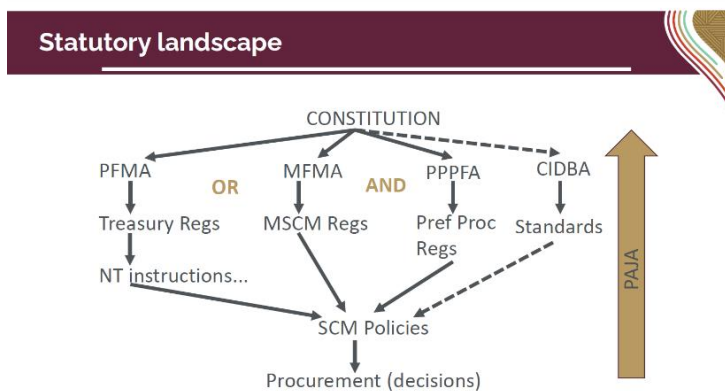 Statutory landscape
CONSTITUTION
PFMA
OR
MFMA
AND
PPPFA
CIDBA
Treasury Regs
MSCM Regs
Pref Proc
Regs
Standards
NT instructions...
SCM Policies
Procurement (decisions)
PAJA